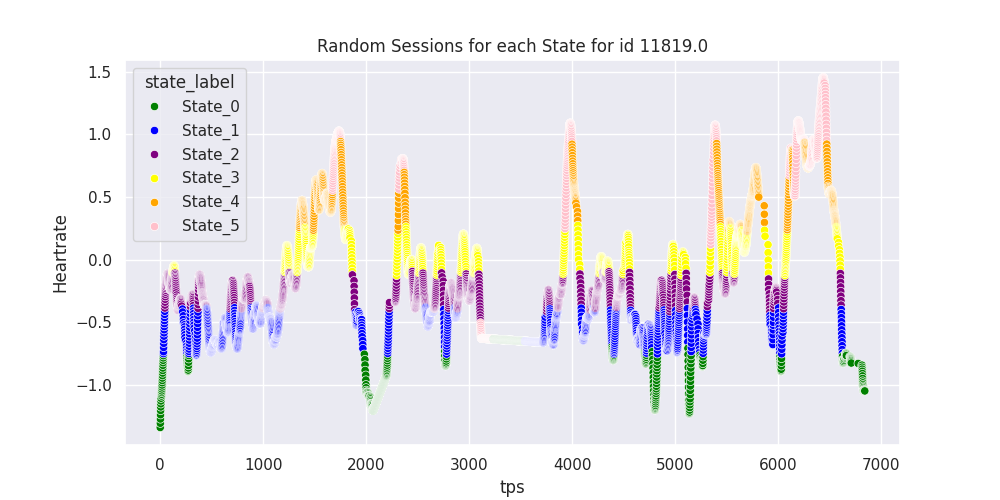 Random Sessions for each State for id 11819.0
state_label
State_0
State_1
State_2
State_3
State_4
State_5
1.5
1.0
0.5
0.0
−0.5
−1.0
Heartrate
0 1000 2000 3000 4000 5000 6000 7000
tps